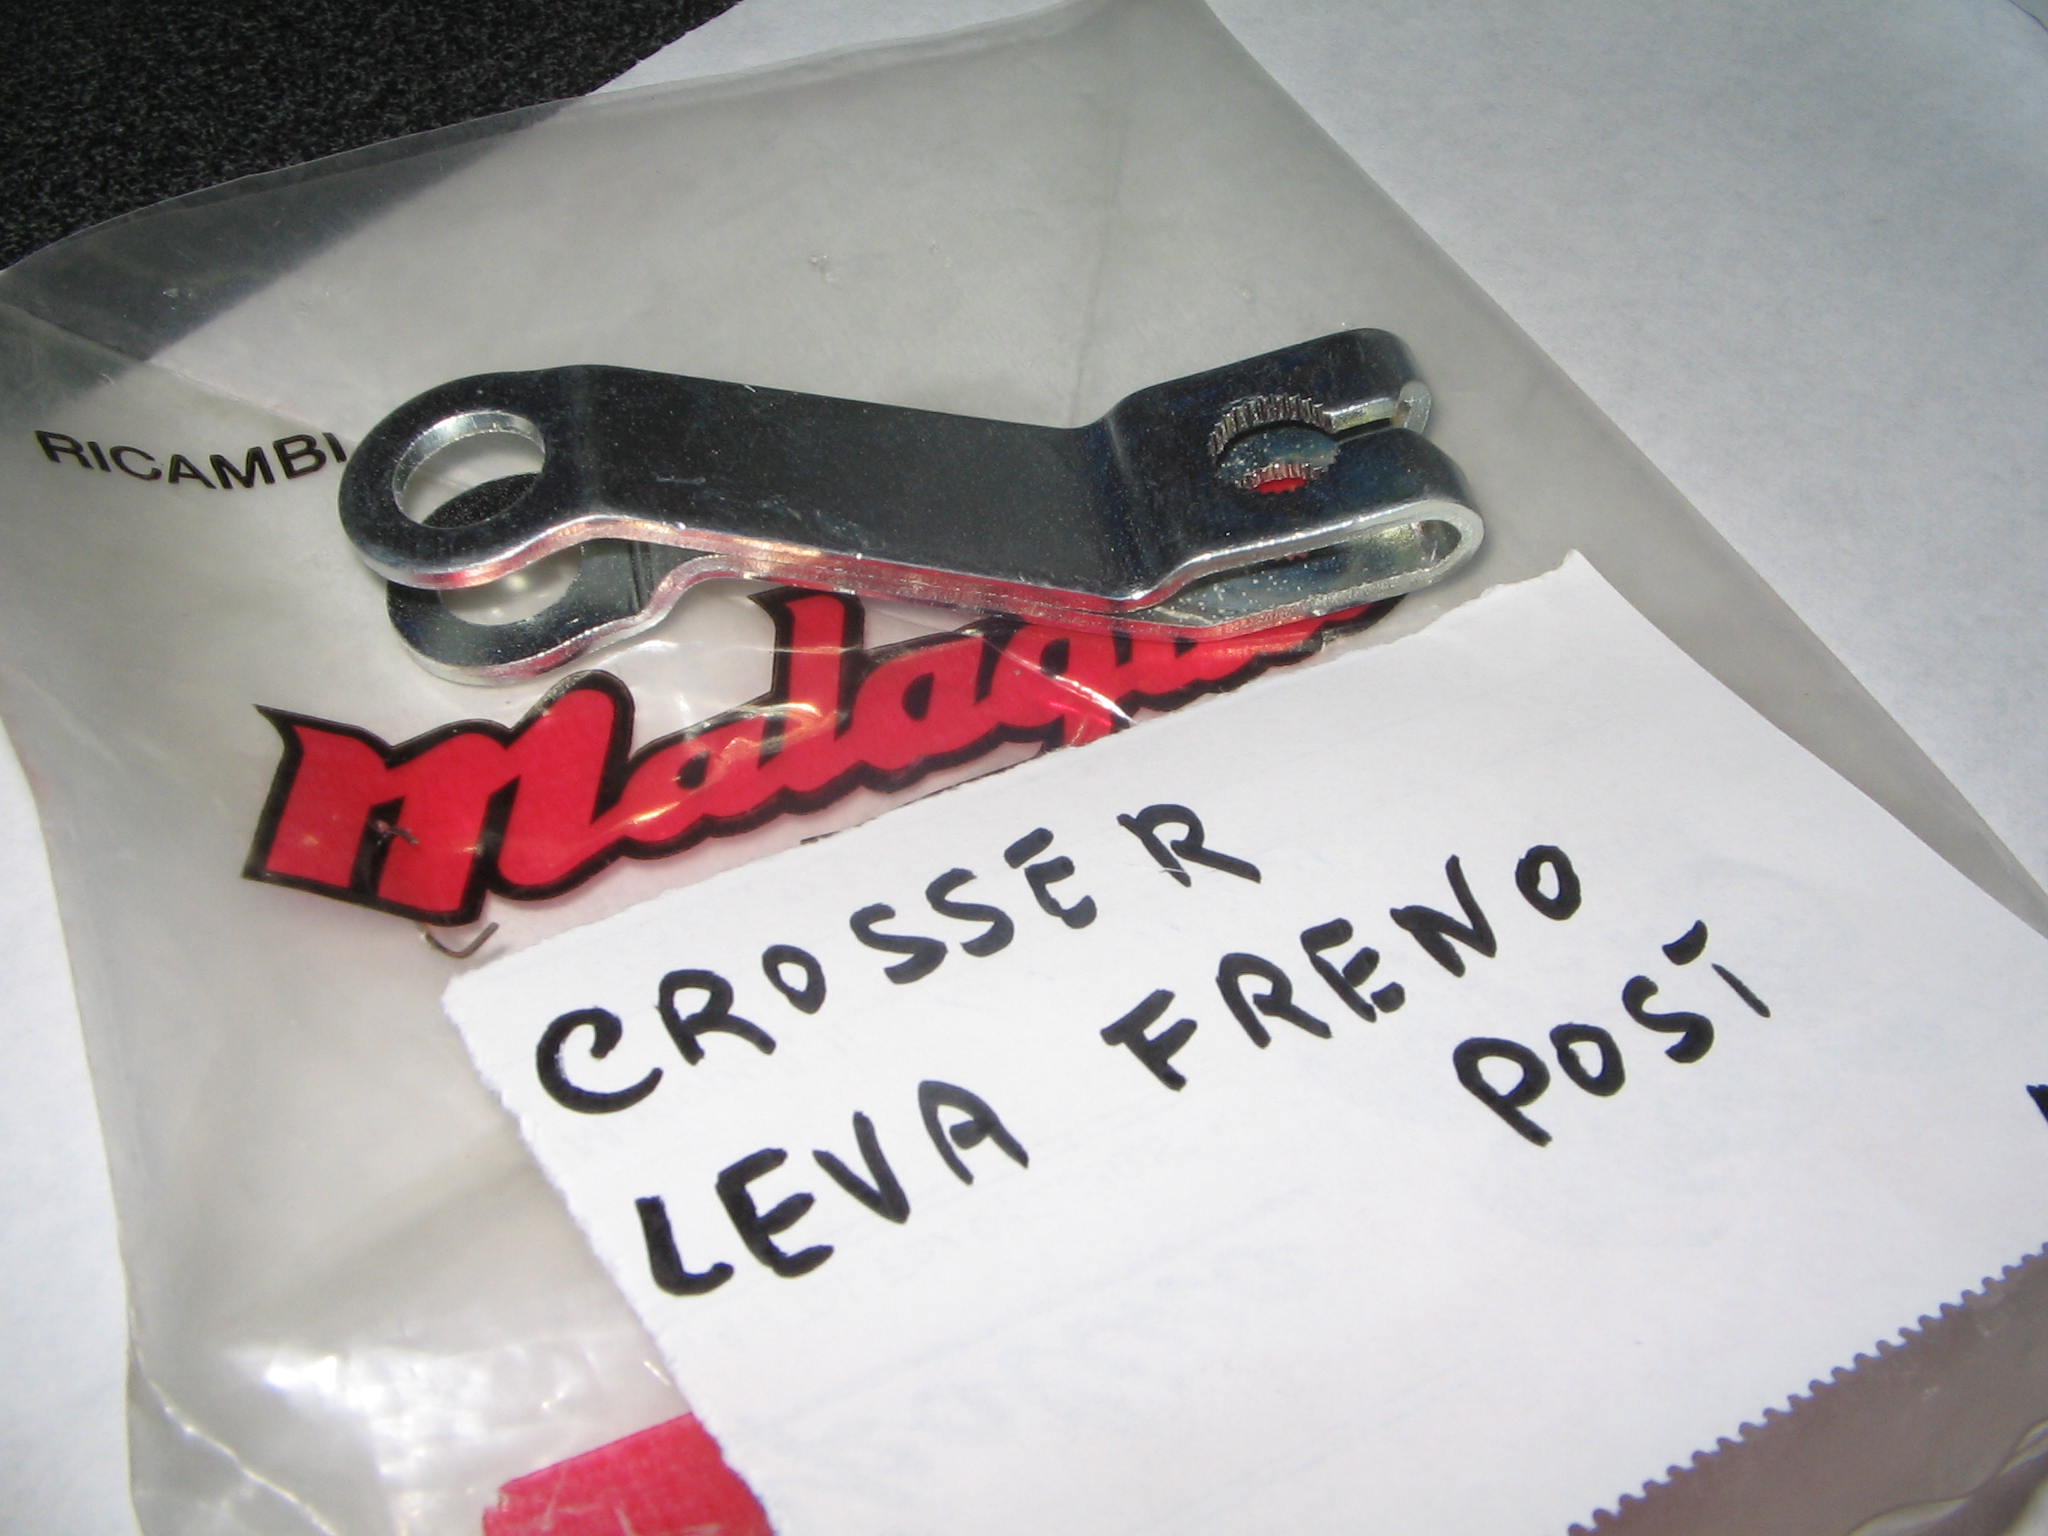 RICAMBI
CROSSER
LEVA FRENO
POST